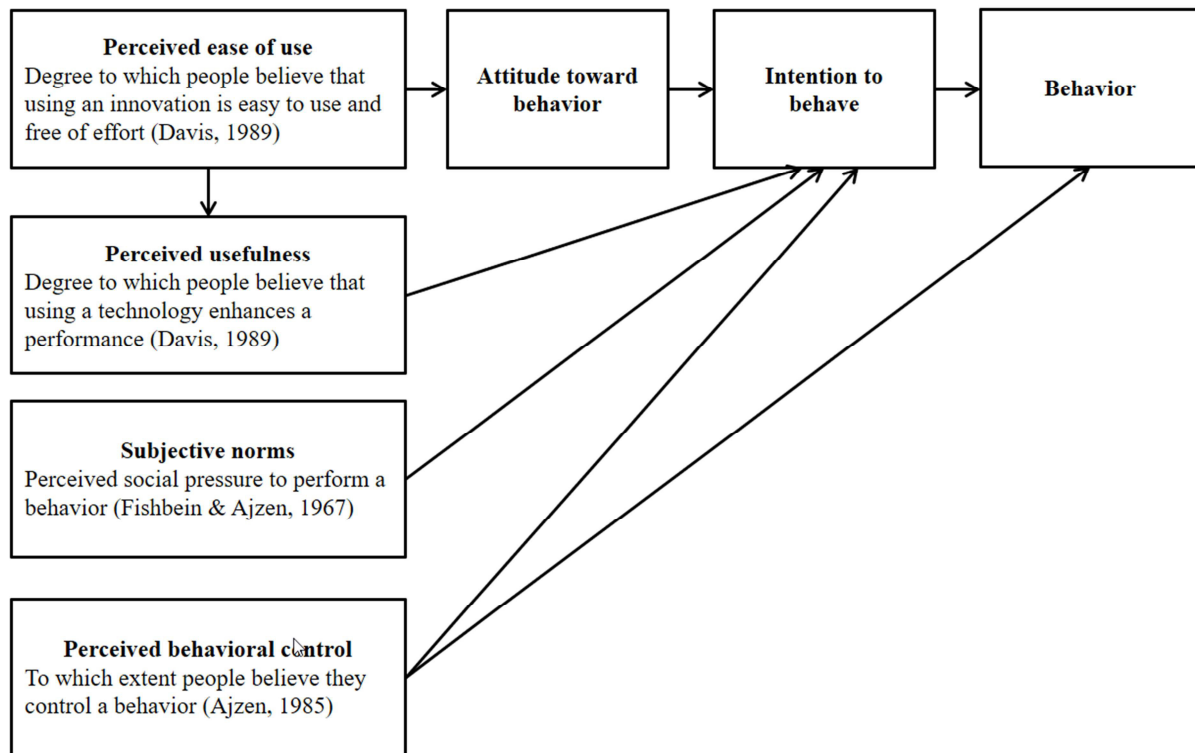 Perceived ease of use
Degree to which people believe that
using an innovation is easy to use and
free of effort (Davis, 1989)
Attitude toward
behavior
Intention to
behave
Behavior
Perceived usefulness
Degree to which people believe that
using a technology enhances a
performance (Davis, 1989)
Subjective norms
Perceived social pressure to perform a
behavior (Fishbein & Ajzen, 1967)
Perceived behavioral control
To which extent people believe they
control a behavior (Ajzen, 1985)